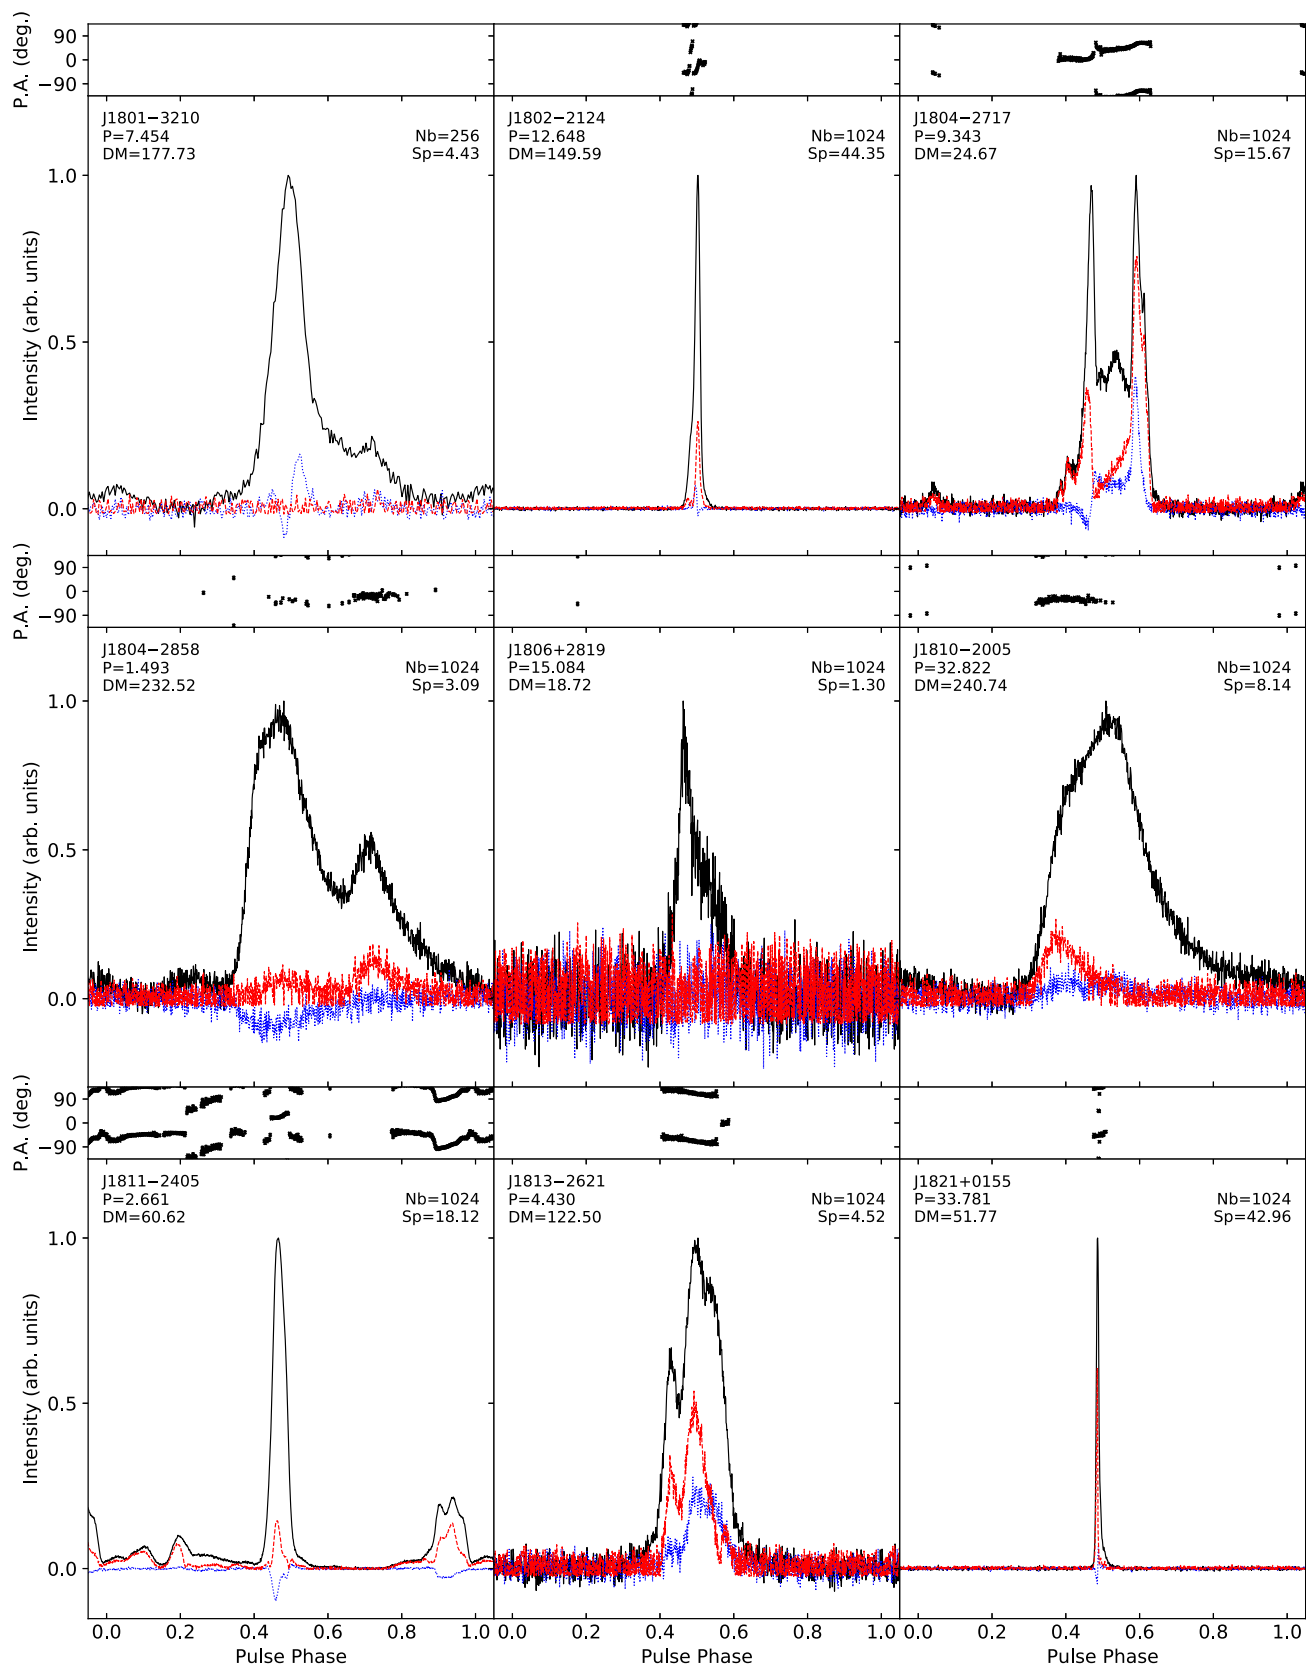 P.A. (deg.)
90
0
−90
J1801−3210
P=7.454
Nb=256
DM=177.73
Sp=4.43
J1802−2124
P=12.648
Nb=1024
DM=149.59
Sp=44.35
J1804−2717
P=9.343
Nb=1024
DM=24.67
Sp=15.67
Intensity (arb. units)
1.0
0.5
0.0
P.A. (deg.)
90
0
−90
J1804−2858
P=1.493
Nb=1024
DM=232.52
Sp=3.09
J1806+2819
P=15.084
Nb=1024
DM=18.72
Sp=1.30
J1810−2005
P=32.822
Nb=1024
DM=240.74
Sp=8.14
Intensity (arb. units)
1.0
0.5
0.0
P.A. (deg.)
90
0
−90
J1811−2405
P=2.661
Nb=1024
DM=60.62
Sp=18.12
J1813−2621
P=4.430
Nb=1024
DM=122.50
Sp=4.52
J1821+0155
P=33.781
Nb=1024
DM=51.77
Sp=42.96
Intensity (arb. units)
1.0
0.5
0.0
0.0 0.2 0.4 0.6 0.8 1.0
0.0 0.2 0.4 0.6 0.8 1.0
0.0 0.2 0.4 0.6 0.8 1.0
Pulse Phase
Pulse Phase
Pulse Phase